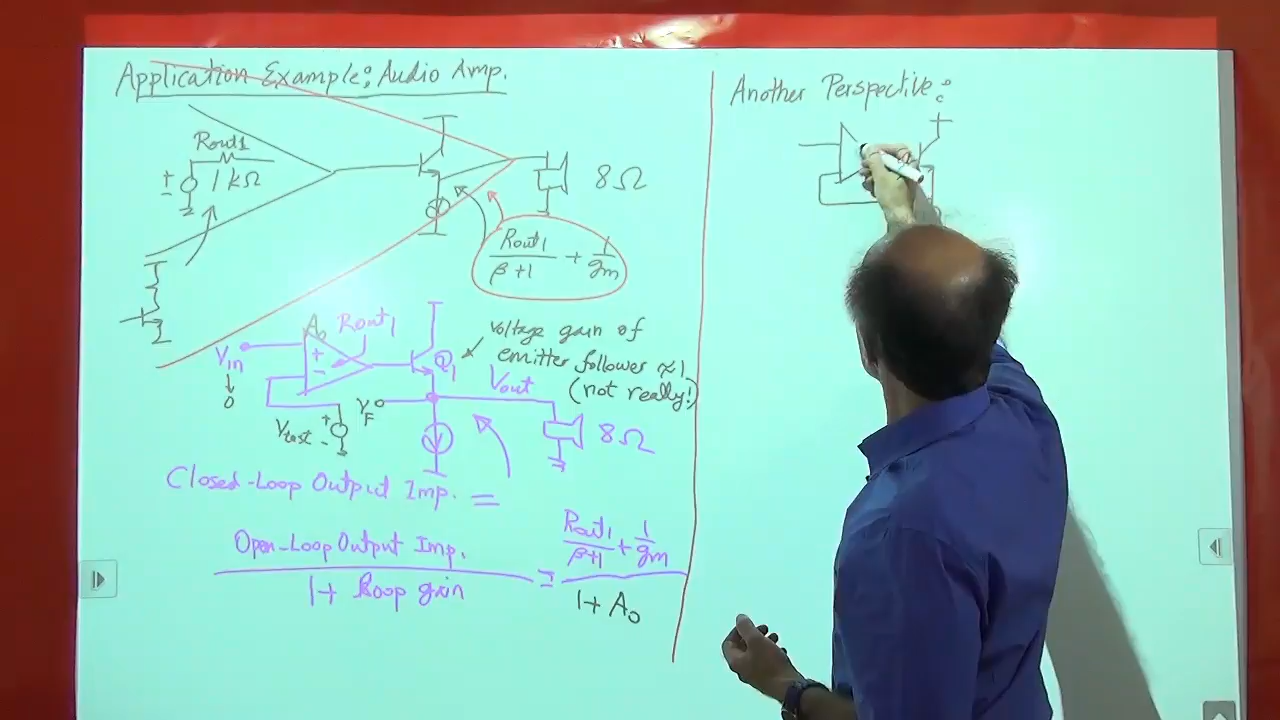 Application Example: Audio Amp.
Rout1
+
-
1 kΩ
8Ω
Rout1
β+1
+ 1
gm
A₀
Rout1
Vin
↓
0
+
-
Q1
voltage gain of
emitter follower ≈ 1
(not really!)
Vout
VF
Vtest
+
-
8Ω
Closed-Loop Output Imp. =
Open-Loop Output Imp.
1+ Loop gain
=
Rout1
β+1
+ 1
gm
1+ A₀
Another Perspective: